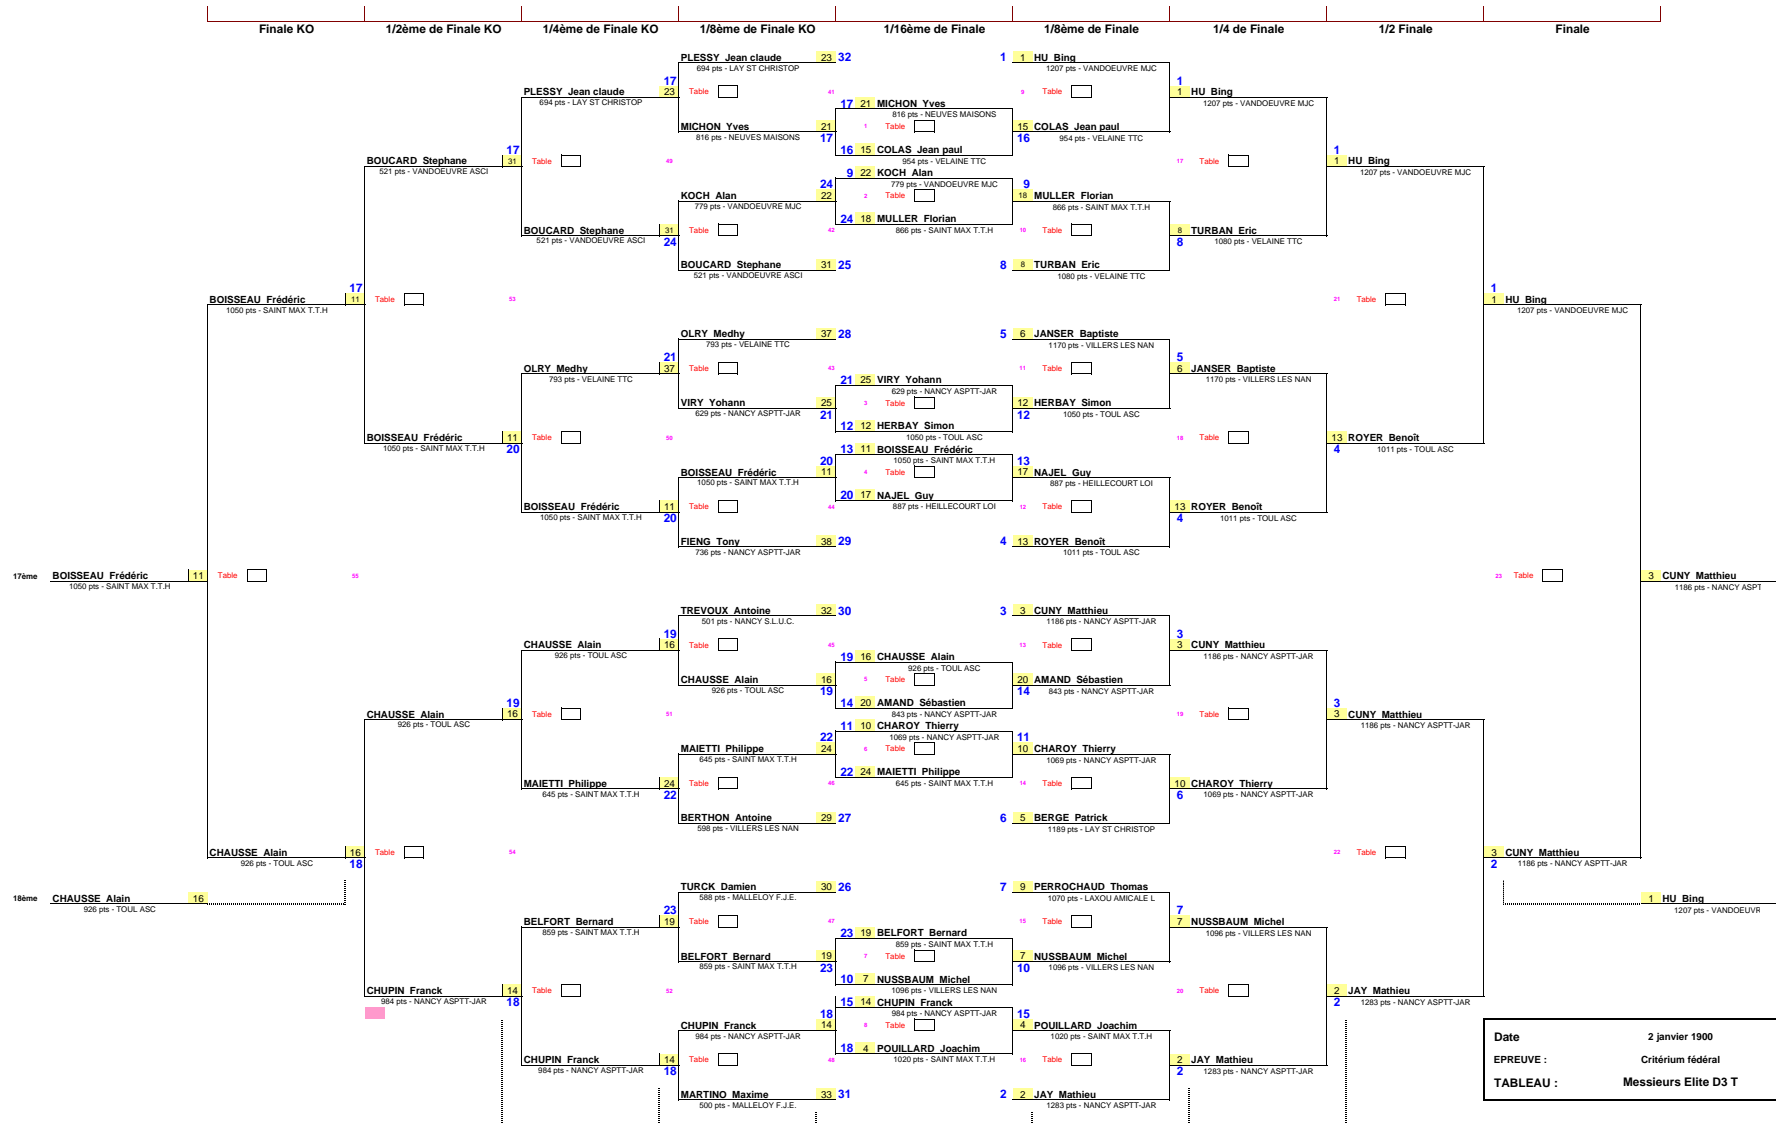 Finale KO
1/2ème de Finale KO
1/4ème de Finale KO
1/8ème de Finale KO
1/16ème de Finale
1/8ème de Finale
1/4 de Finale
1/2 Finale
Finale
17ème BOISSEAU Frédéric 11
1050 pts - SAINT MAX T.T.H
18ème CHAUSSE Alain 16
926 pts - TOUL ASC
17
BOISSEAU Frédéric 11
1050 pts - SAINT MAX T.T.H
Table 55
CHAUSSE Alain 16
926 pts - TOUL ASC 18
17
BOUCARD Stephane 31
521 pts - VANDOEUVRE ASCI
Table 53
BOISSEAU Frédéric 11
1050 pts - SAINT MAX T.T.H 20
19
CHAUSSE Alain 16
926 pts - TOUL ASC
Table 54
CHUPIN Franck 14
984 pts - NANCY ASPTT-JAR 18
17
PLESSY Jean claude 23
694 pts - LAY ST CHRISTOP
Table 49
BOUCARD Stephane 31
521 pts - VANDOEUVRE ASCI 24
21
OLRY Medhy 37
793 pts - VELAINE TTC
Table 50
BOISSEAU Frédéric 11
1050 pts - SAINT MAX T.T.H 20
19
CHAUSSE Alain 16
926 pts - TOUL ASC
Table 51
MAIETTI Philippe 24
645 pts - SAINT MAX T.T.H 22
23
BELFORT Bernard 19
859 pts - SAINT MAX T.T.H
Table 52
CHUPIN Franck 14
984 pts - NANCY ASPTT-JAR 18
PLESSY Jean claude 23 32
694 pts - LAY ST CHRISTOP
Table 41
MICHON Yves 21
816 pts - NEUVES MAISONS 17
24
KOCH Alan 22
779 pts - VANDOEUVRE MJC
Table 42
BOUCARD Stephane 31 25
521 pts - VANDOEUVRE ASCI
OLRY Medhy 37 28
793 pts - VELAINE TTC
Table 43
VIRY Yohann 25
629 pts - NANCY ASPTT-JAR 21
20
BOISSEAU Frédéric 11
1050 pts - SAINT MAX T.T.H
Table 44
FIENG Tony 38 29
736 pts - NANCY ASPTT-JAR
TREVOUX Antoine 32 30
501 pts - NANCY S.L.U.C.
Table 45
CHAUSSE Alain 16
926 pts - TOUL ASC 19
22
MAIETTI Philippe 24
645 pts - SAINT MAX T.T.H
Table 46
BERTHON Antoine 29 27
598 pts - VILLERS LES NAN
TURCK Damien 30 26
588 pts - MALLELOY F.J.E.
Table 47
BELFORT Bernard 19
859 pts - SAINT MAX T.T.H 23
18
CHUPIN Franck 14
984 pts - NANCY ASPTT-JAR
Table 48
MARTINO Maxime 33 31
500 pts - MALLELOY F.J.E.
17 21 MICHON Yves
816 pts - NEUVES MAISONS
1 Table
16 15 COLAS Jean paul
954 pts - VELAINE TTC
9 22 KOCH Alan
779 pts - VANDOEUVRE MJC
2 Table
24 18 MULLER Florian
866 pts - SAINT MAX T.T.H
21 25 VIRY Yohann
629 pts - NANCY ASPTT-JAR
3 Table
12 12 HERBAY Simon
1050 pts - TOUL ASC
13 11 BOISSEAU Frédéric
1050 pts - SAINT MAX T.T.H
4 Table
20 17 NAJEL Guy
887 pts - HEILLECOURT LOI
19 16 CHAUSSE Alain
926 pts - TOUL ASC
5 Table
14 20 AMAND Sébastien
843 pts - NANCY ASPTT-JAR
11 10 CHAROY Thierry
1069 pts - NANCY ASPTT-JAR
6 Table
22 24 MAIETTI Philippe
645 pts - SAINT MAX T.T.H
23 19 BELFORT Bernard
859 pts - SAINT MAX T.T.H
7 Table
10 7 NUSSBAUM Michel
1096 pts - VILLERS LES NAN
15 14 CHUPIN Franck
984 pts - NANCY ASPTT-JAR
8 Table
18 4 POUILLARD Joachim
1020 pts - SAINT MAX T.T.H
1 1 HU Bing
1207 pts - VANDOEUVRE MJC
9 Table
15 COLAS Jean paul
16 954 pts - VELAINE TTC
9
18 MULLER Florian
866 pts - SAINT MAX T.T.H
10 Table
8 8 TURBAN Eric
1080 pts - VELAINE TTC
5 6 JANSER Baptiste
1170 pts - VILLERS LES NAN
11 Table
12 HERBAY Simon
12 1050 pts - TOUL ASC
13
17 NAJEL Guy
887 pts - HEILLECOURT LOI
12 Table
4 13 ROYER Benoît
1011 pts - TOUL ASC
3 3 CUNY Matthieu
1186 pts - NANCY ASPTT-JAR
13 Table
20 AMAND Sébastien
14 843 pts - NANCY ASPTT-JAR
11
10 CHAROY Thierry
1069 pts - NANCY ASPTT-JAR
14 Table
6 5 BERGE Patrick
1189 pts - LAY ST CHRISTOP
7 9 PERROCHAUD Thomas
1070 pts - LAXOU AMICALE L
15 Table
7 NUSSBAUM Michel
10 1096 pts - VILLERS LES NAN
15
4 POUILLARD Joachim
1020 pts - SAINT MAX T.T.H
16 Table
2 2 JAY Mathieu
1283 pts - NANCY ASPTT-JAR
1
1 HU Bing
1207 pts - VANDOEUVRE MJC
17 Table
8 TURBAN Eric
8 1080 pts - VELAINE TTC
5
6 JANSER Baptiste
1170 pts - VILLERS LES NAN
18 Table
13 ROYER Benoît
4 1011 pts - TOUL ASC
3
3 CUNY Matthieu
1186 pts - NANCY ASPTT-JAR
19 Table
10 CHAROY Thierry
6 1069 pts - NANCY ASPTT-JAR
7
7 NUSSBAUM Michel
1096 pts - VILLERS LES NAN
20 Table
2 JAY Mathieu
2 1283 pts - NANCY ASPTT-JAR
1
1 HU Bing
1207 pts - VANDOEUVRE MJC
21 Table
13 ROYER Benoît
4 1011 pts - TOUL ASC
3
3 CUNY Matthieu
1186 pts - NANCY ASPTT-JAR
22 Table
2 JAY Mathieu
2 1283 pts - NANCY ASPTT-JAR
1
1 HU Bing
1207 pts - VANDOEUVRE MJC
23 Table
3 CUNY Matthieu
2 1186 pts - NANCY ASPTT-JAR
3 CUNY Matthieu
1186 pts - NANCY ASPT
1 HU Bing
1207 pts - VANDOEUVR
Date 2 janvier 1900
EPREUVE : Critérium fédéral
TABLEAU : Messieurs Elite D3 T